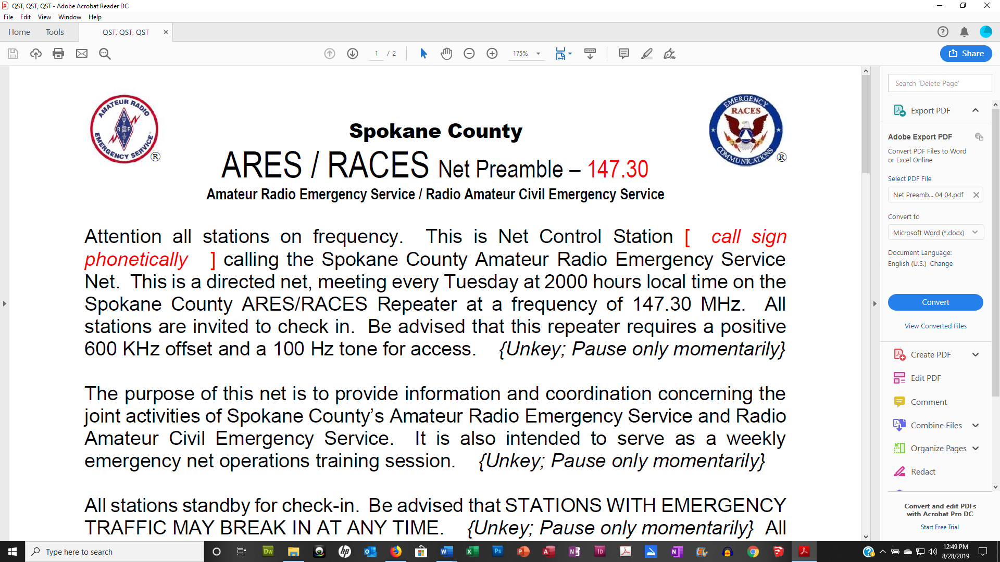 QST, QST, QST - Adobe Acrobat Reader DC
File Edit View Window Help
Home Tools QST, QST, QST
1 / 2 175% Share
AMATEUR RADIO
ARRL
EMERGENCY SERVICE
®
EMERGENCY
RACES
COMMUNICATIONS
®
Spokane County
ARES / RACES Net Preamble – 147.30
Amateur Radio Emergency Service / Radio Amateur Civil Emergency Service
Attention all stations on frequency. This is Net Control Station [ call sign
phonetically ] calling the Spokane County Amateur Radio Emergency Service
Net. This is a directed net, meeting every Tuesday at 2000 hours local time on the
Spokane County ARES/RACES Repeater at a frequency of 147.30 MHz. All
stations are invited to check in. Be advised that this repeater requires a positive
600 KHz offset and a 100 Hz tone for access. {Unkey; Pause only momentarily}
The purpose of this net is to provide information and coordination concerning the
joint activities of Spokane County’s Amateur Radio Emergency Service and Radio
Amateur Civil Emergency Service. It is also intended to serve as a weekly
emergency net operations training session. {Unkey; Pause only momentarily}
All stations standby for check-in. Be advised that STATIONS WITH EMERGENCY
TRAFFIC MAY BREAK IN AT ANY TIME. {Unkey; Pause only momentarily} All
Search 'Delete Page'
Export PDF
Adobe Export PDF
Convert PDF Files to Word
or Excel Online
Select PDF File
Net Preamb... 04 04.pdf
Convert to
Microsoft Word (*.docx)
Document Language:
English (U.S.) Change
Convert
View Converted Files
Create PDF
Edit PDF
Comment
Combine Files
Organize Pages
Redact
Convert and edit PDFs
with Acrobat Pro DC
Start Free Trial
Type here to search
12:49 PM
8/28/2019